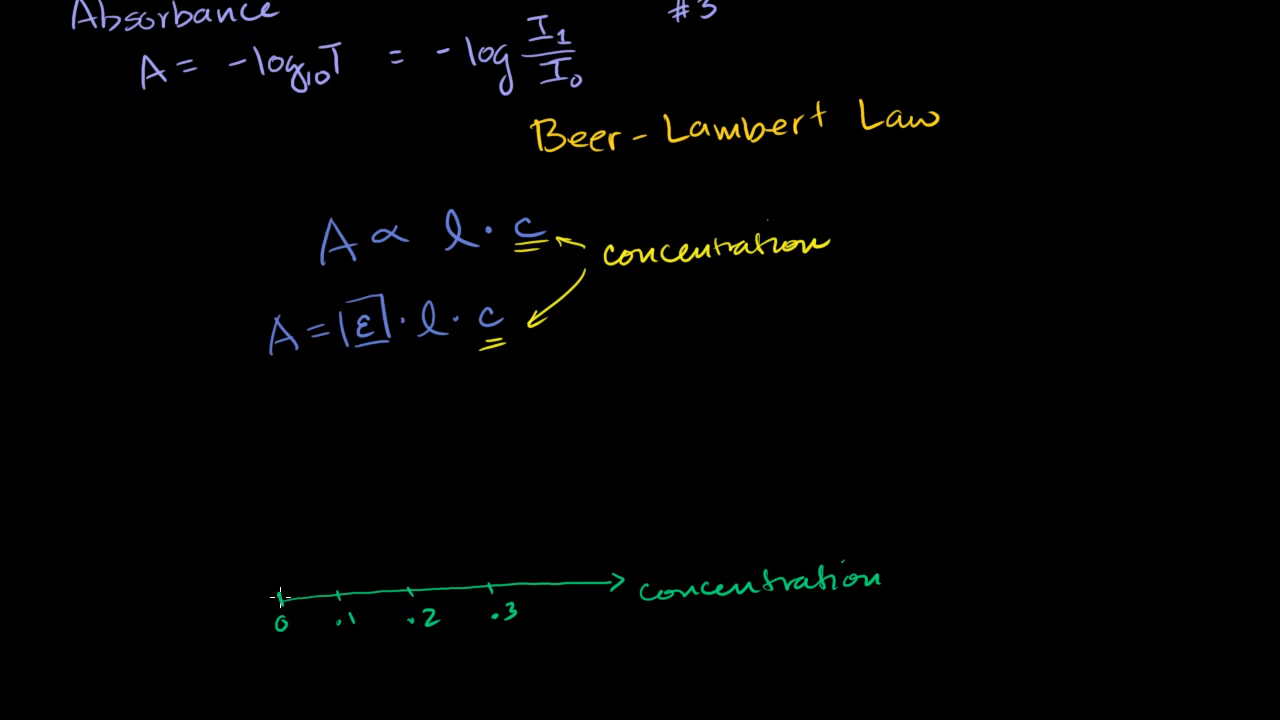 Absorbance #3
A = -log₁₀T = -log I₁/I₀
Beer - Lambert Law
A ∝ l · c concentration
A = |ε| · l · c
concentration
0 .1 .2 .3